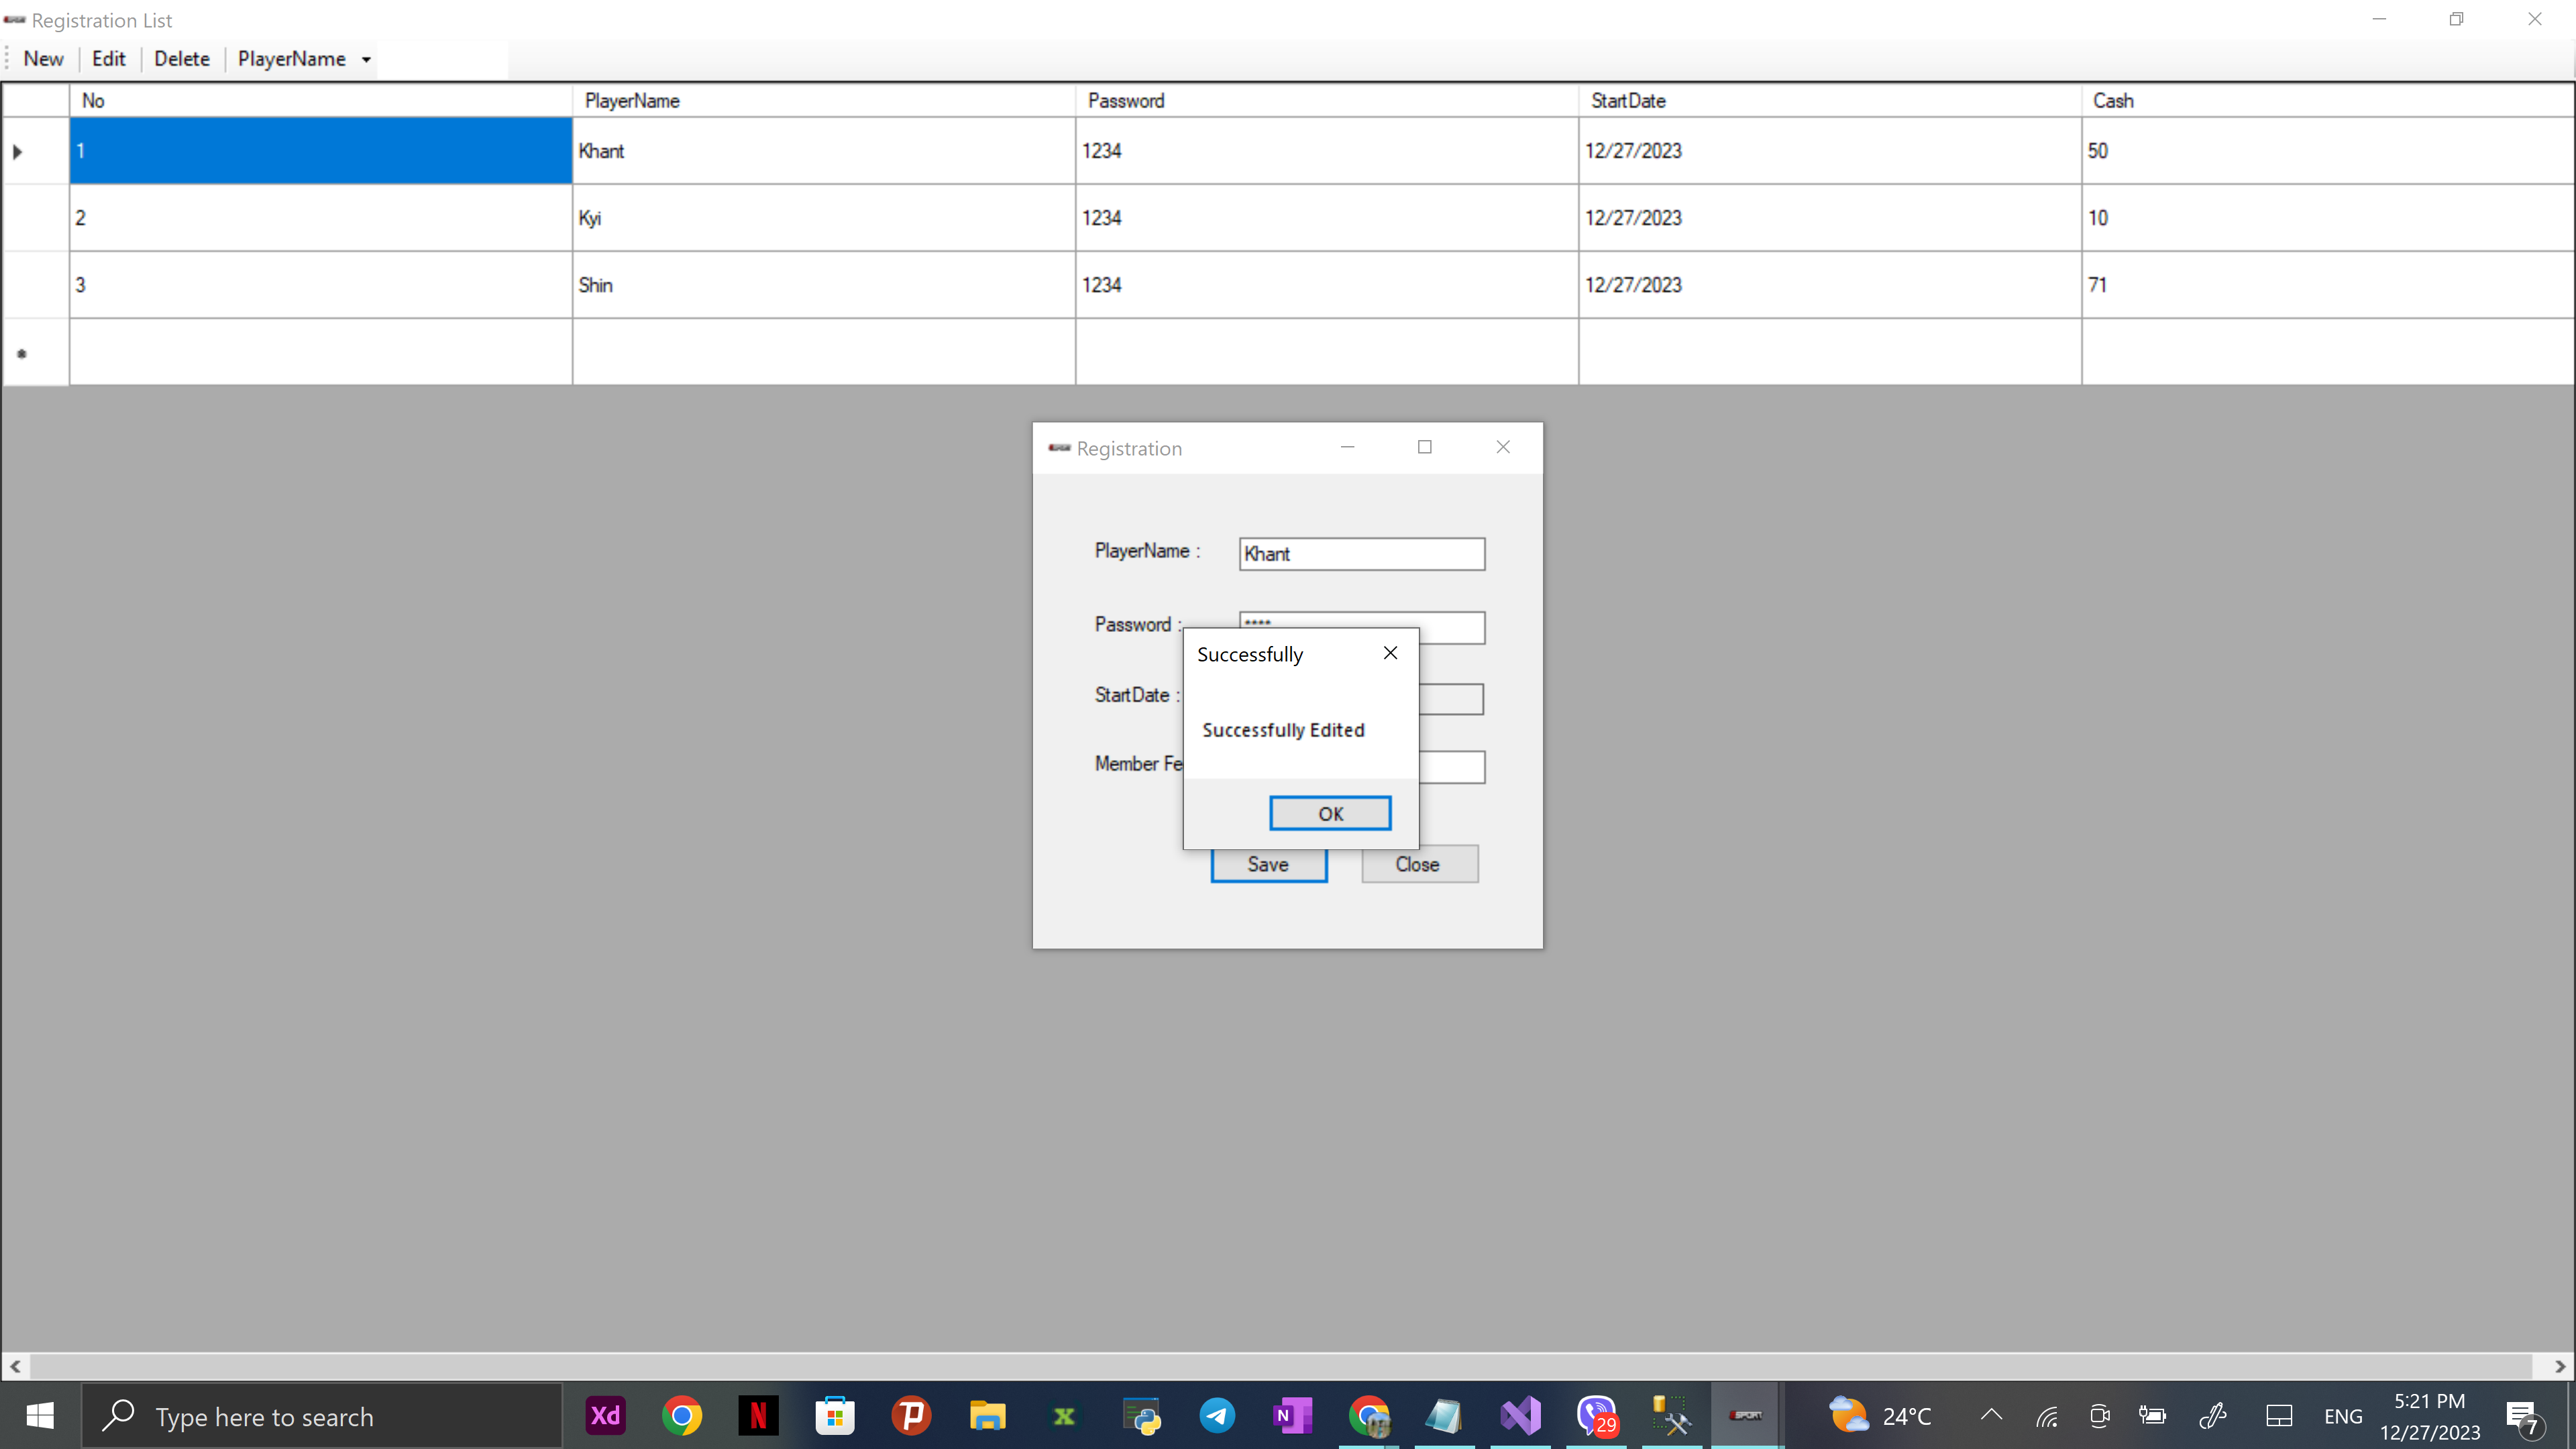 Registration List
New Edit Delete PlayerName
No PlayerName Password StartDate Cash
1 Khant 1234 12/27/2023 50
2 Kyi 1234 12/27/2023 10
3 Shin 1234 12/27/2023 71
Registration
PlayerName : Khant
Password : ****
Successfully
StartDate :
Successfully Edited
Member Fe
OK
Save Close
Type here to search
Xd
N
P
X
N
29
ESPORT
24°C
ENG
5:21 PM
12/27/2023
7